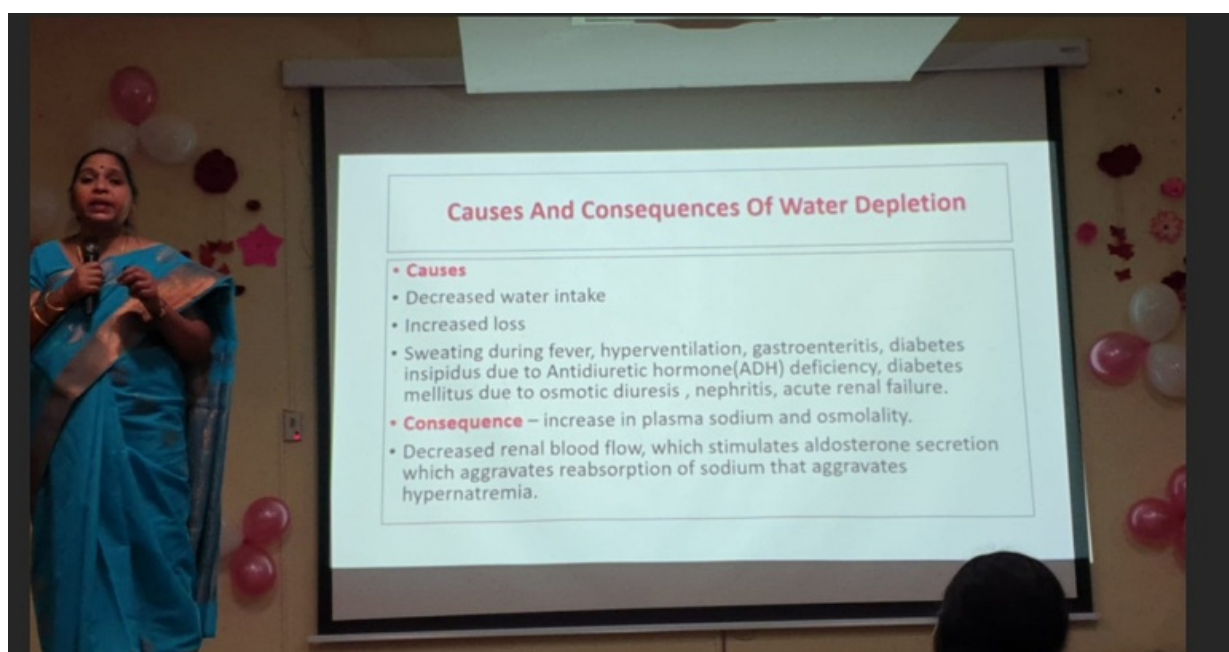 Causes And Consequences Of Water Depletion
• Causes
• Decreased water intake
• Increased loss
• Sweating during fever, hyperventilation, gastroenteritis, diabetes
insipidus due to Antidiuretic hormone(ADH) deficiency, diabetes
mellitus due to osmotic diuresis , nephritis, acute renal failure.
• Consequence – increase in plasma sodium and osmolality.
• Decreased renal blood flow, which stimulates aldosterone secretion
which aggravates reabsorption of sodium that aggravates
hypernatremia.